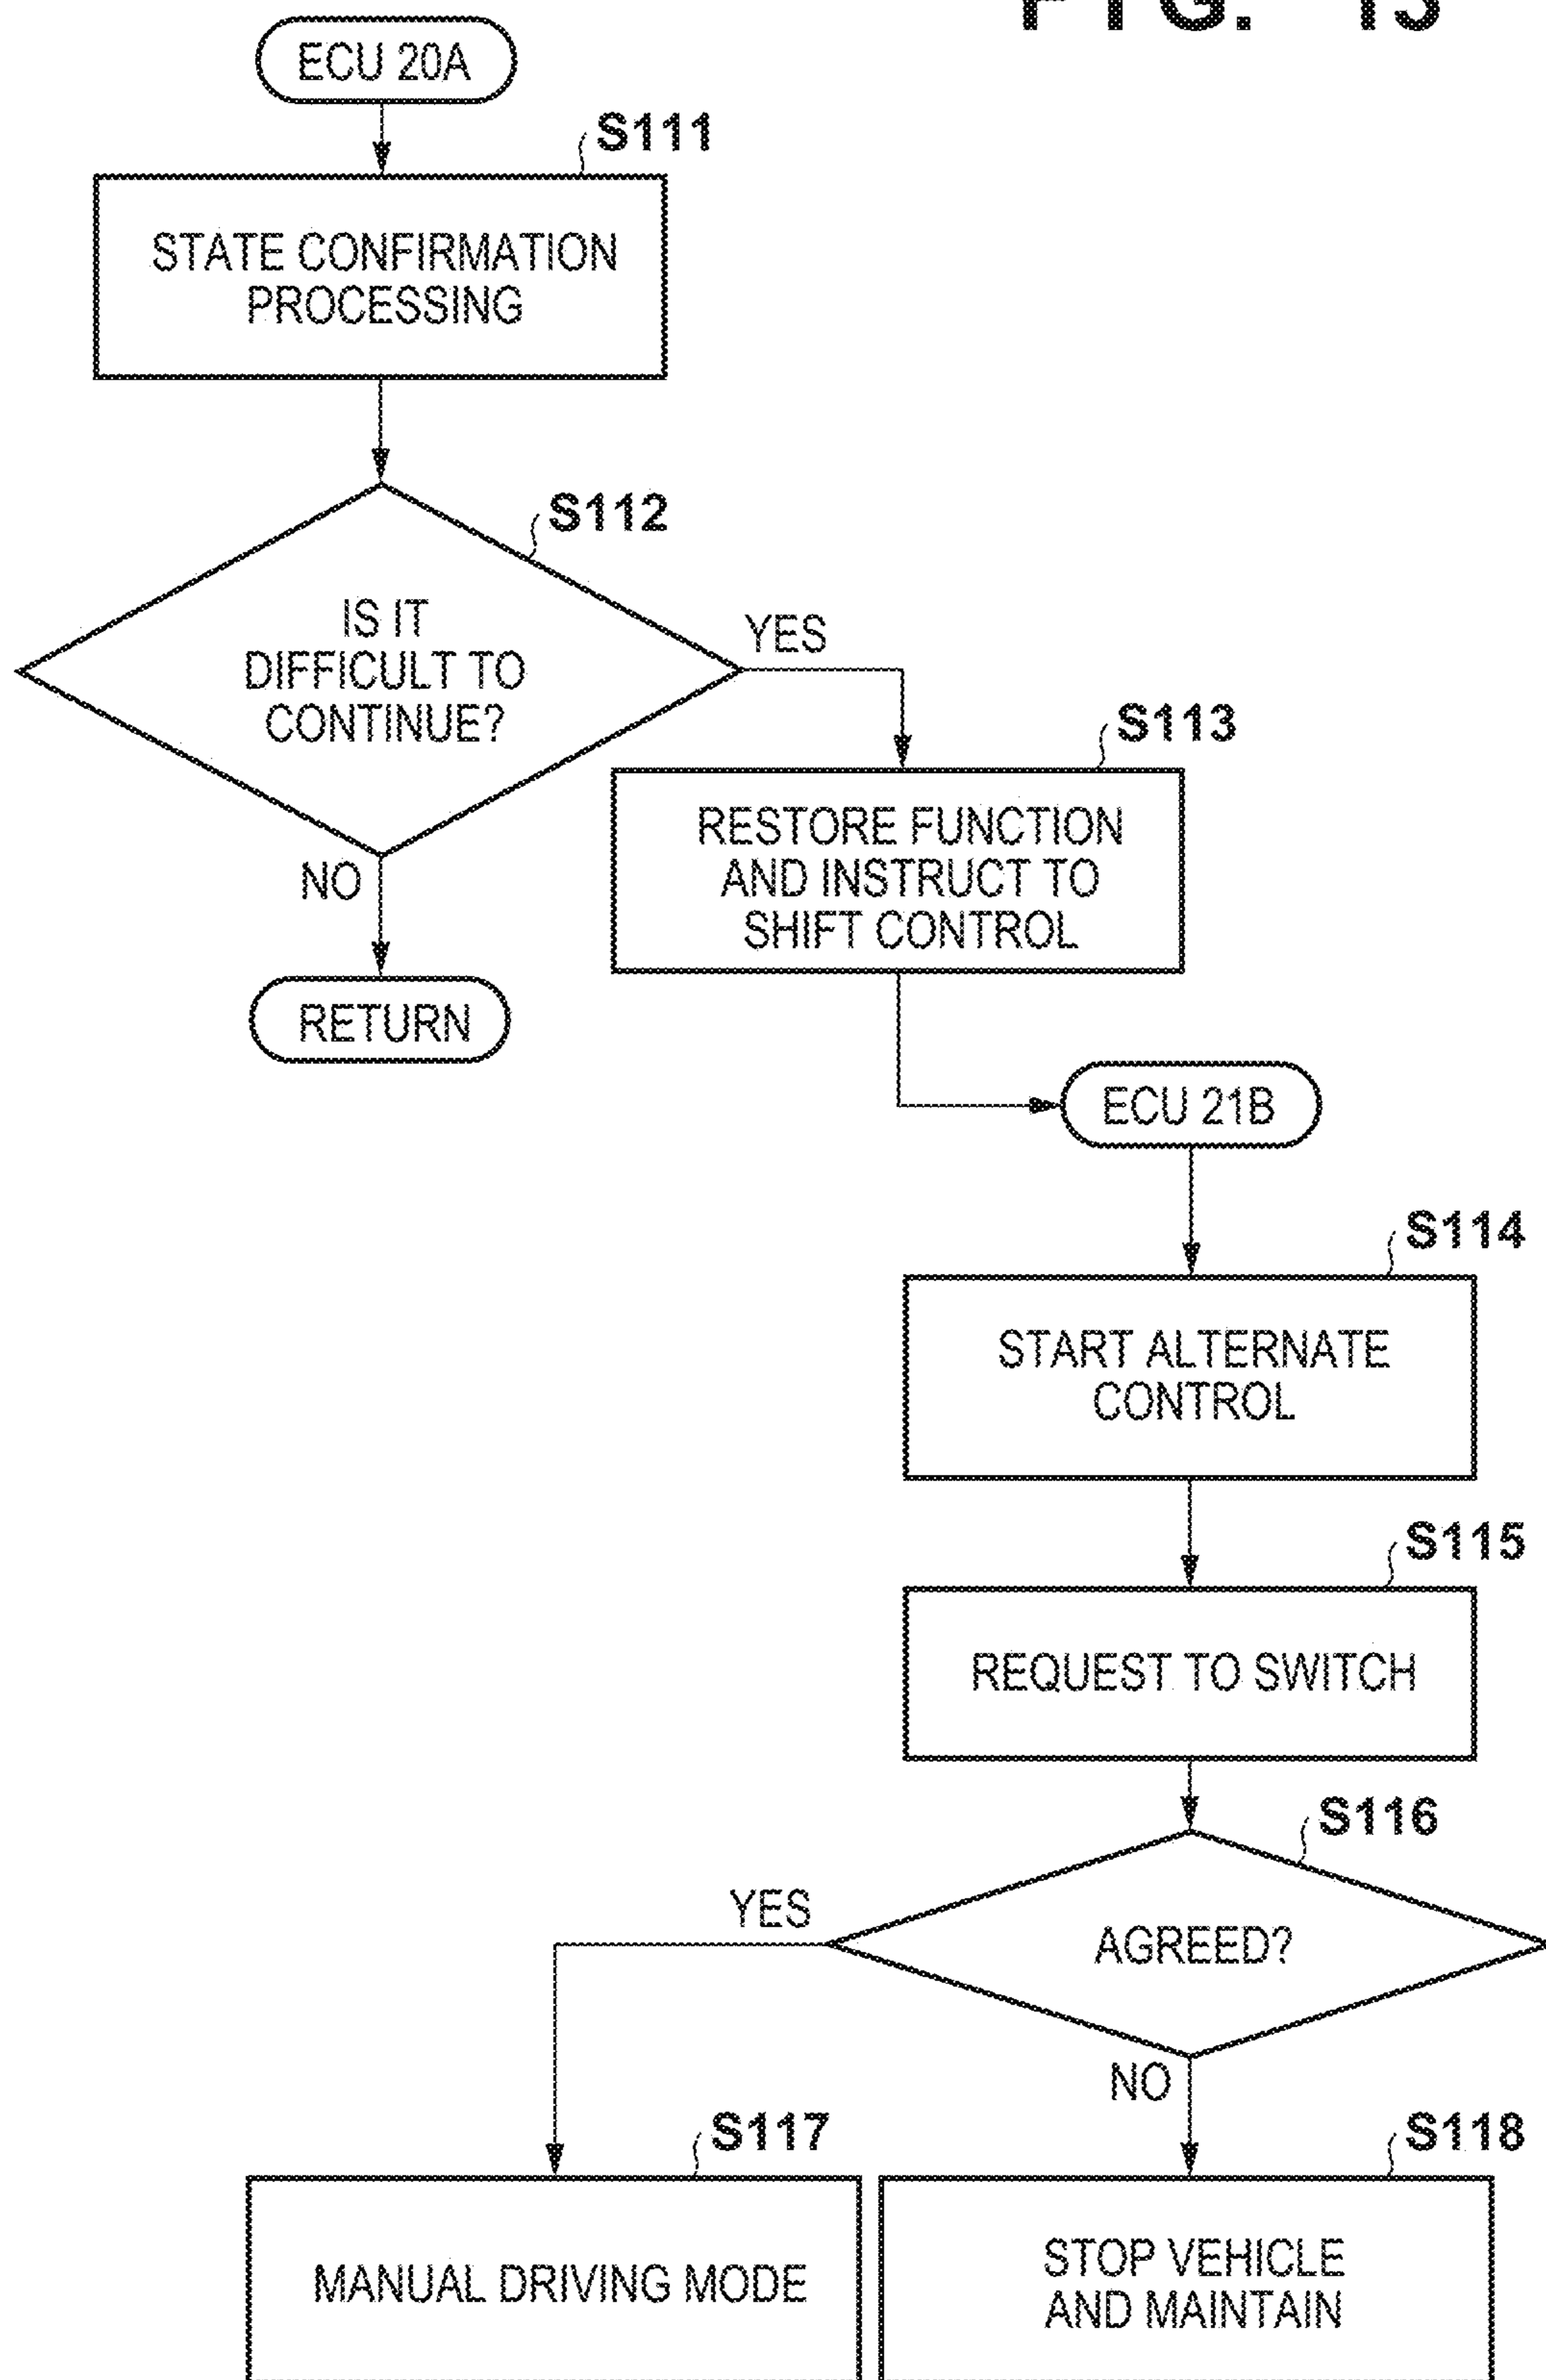 FIG. 13
ECU 20A
S111
STATE CONFIRMATION
PROCESSING
S112
IS IT
DIFFICULT TO
CONTINUE?
YES
NO
RETURN
S113
RESTORE FUNCTION
AND INSTRUCT TO
SHIFT CONTROL
ECU 21B
S114
START ALTERNATE
CONTROL
S115
REQUEST TO SWITCH
S116
AGREED?
YES
NO
S117
MANUAL DRIVING MODE
S118
STOP VEHICLE
AND MAINTAIN